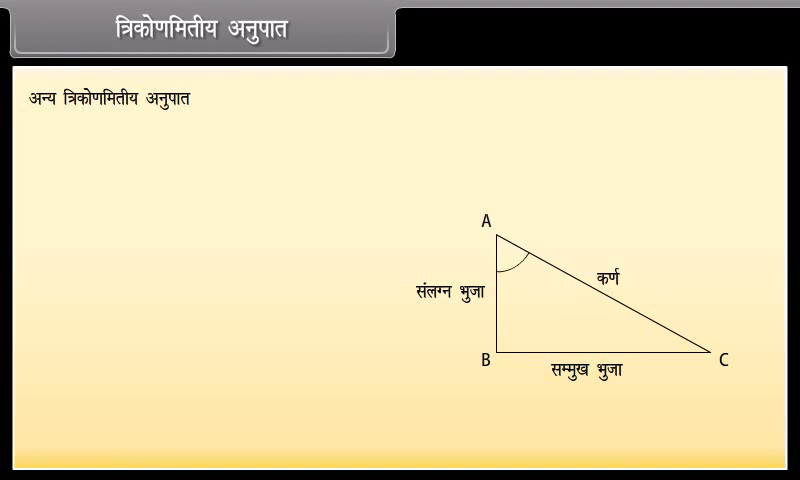 त्रिकोणमितीय अनुपात
अन्य त्रिकोणमितीय अनुपात
A
कर्ण
संलग्न भुजा
B
C
सम्मुख भुजा